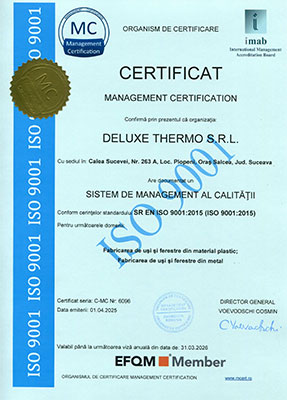 MC
Management
Certification
ORGANISM DE CERTIFICARE
imab
International Management
Accreditation Board
CERTIFICAT
MANAGEMENT CERTIFICATION
Confirmă prin prezentul că organizația:
DELUXE THERMO S.R.L.
Cu sediul în: Calea Sucevei, Nr. 263 A, Loc. Plopeni, Oraș Salcea, Jud. Suceava
Are documentat un
SISTEM DE MANAGEMENT AL CALITĂȚII
Conform cerințelor standardului SR EN ISO 9001:2015 (ISO 9001:2015)
Pentru următoarele domenii:
Fabricarea de uși și ferestre din material plastic;
Fabricarea de uși și ferestre din metal
ISO 9001
Certificat seria: C-MC Nr. 6096
Data emiterii: 01.04.2025
DIRECTOR GENERAL
VOEVODSCHI COSMIN
Valabil până la următoarea viză anuală din data de: 31.03.2026
EFQM Member
ORGANISMUL DE CERTIFICARE MANAGEMENT CERTIFICATION
ISO 9001 ISO 9001 ISO 9001 ISO 9001 ISO 9001